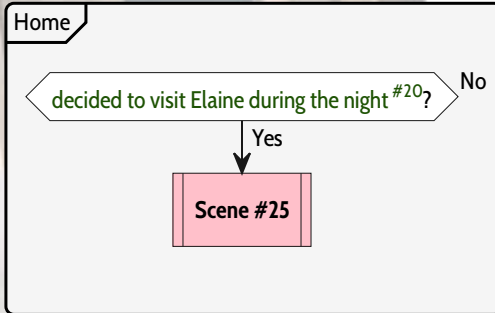 Home
decided to visit Elaine during the night #20?
No
Yes
Scene #25